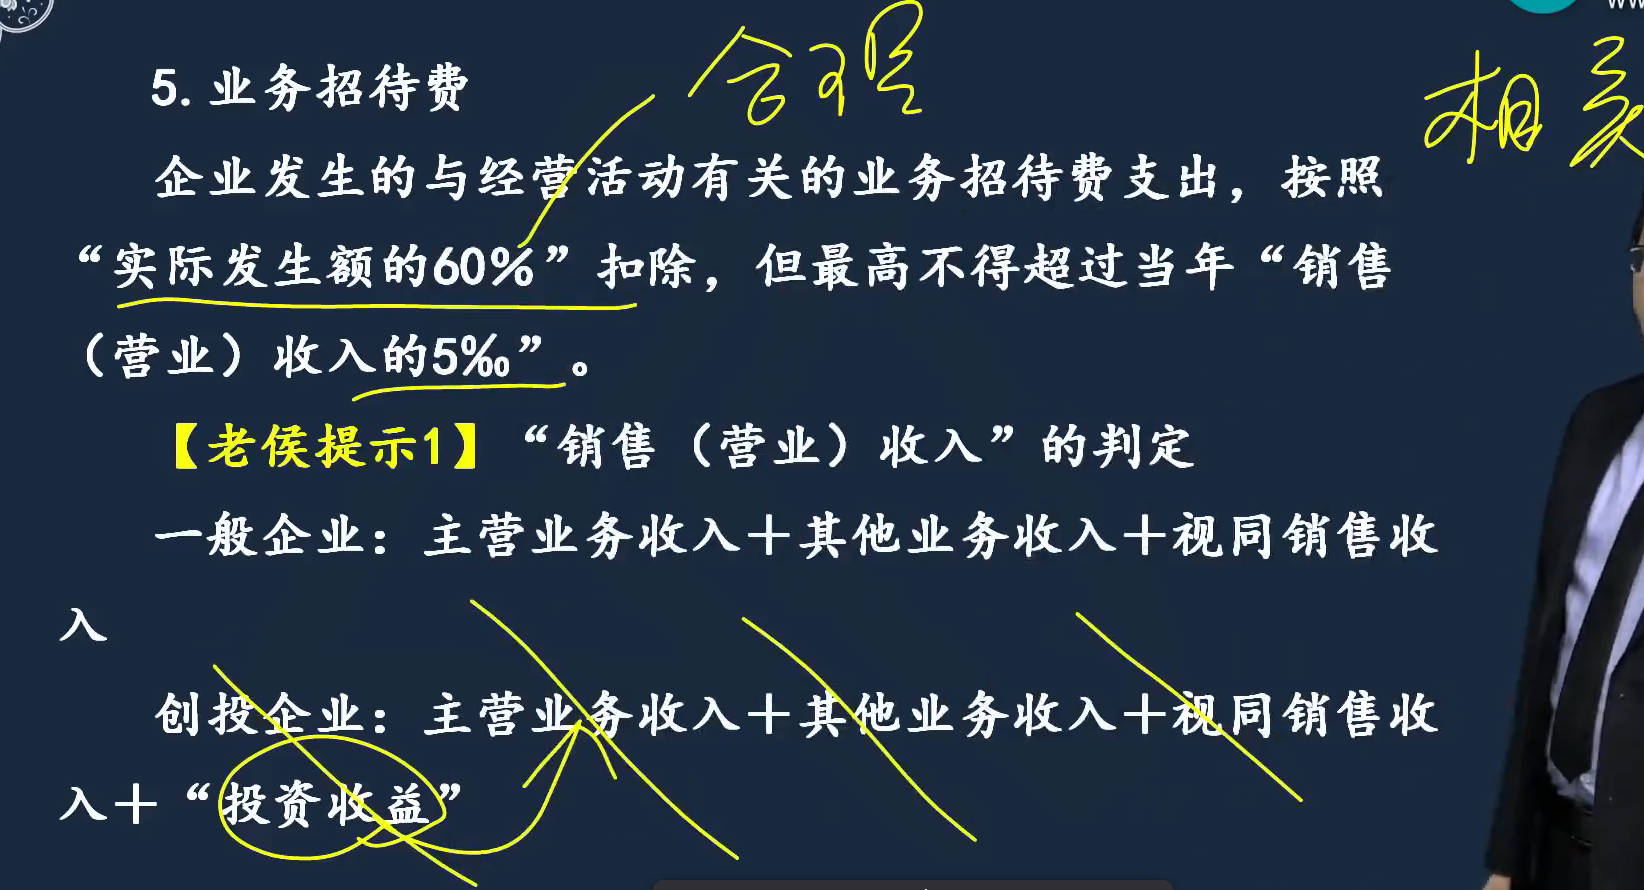 合理
相关
5. 业务招待费
企业发生的与经营活动有关的业务招待费支出，按照
“实际发生额的60%”扣除，但最高不得超过当年“销售
（营业）收入的5‰”。
【老侯提示1】“销售（营业）收入”的判定
一般企业：主营业务收入＋其他业务收入＋视同销售收
入
创投企业：主营业务收入＋其他业务收入＋视同销售收
入＋“投资收益”